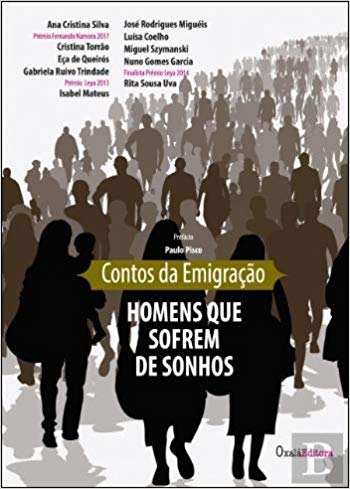 Ana Cristina Silva
Prémio Fernando Namora 2017
Cristina Torrão
Eça de Queirós
Gabriela Ruivo Trindade
Prémio Leya 2013
Isabel Mateus
José Rodrigues Miguéis
Luísa Coelho
Miguel Szymanski
Nuno Gomes Garcia
Finalista Prémio Leya 2014
Rita Sousa Uva
Prefácio
Paulo Pisco
Contos da Emigração
HOMENS QUE
SOFREM
DE SONHOS
OxaláEditora
B